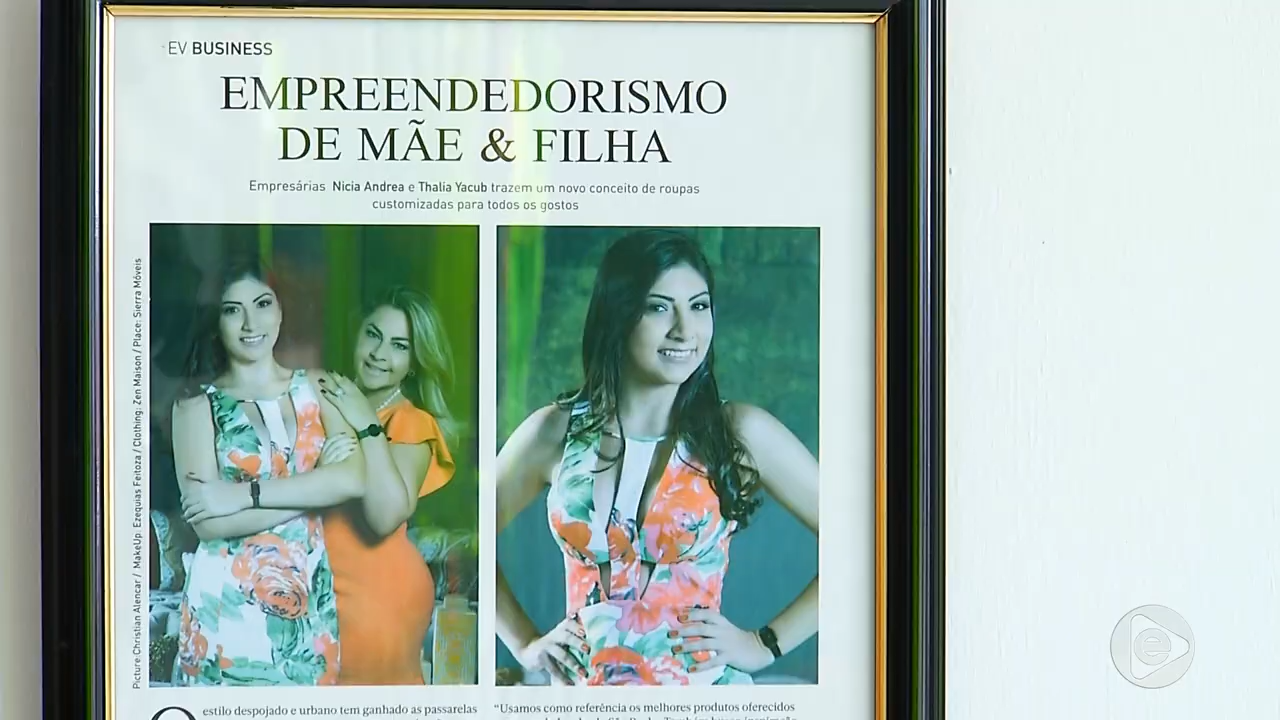 EV BUSINESS
EMPREENDEDORISMO
DE MÃE & FILHA
Empresárias Nicia Andrea e Thalia Yacub trazem um novo conceito de roupas
customizadas para todos os gostos
Picture:Christian Alencar / MakeUp: Ezequias Feitoza / Clothing: Zen Maison / Place: Sierra Móveis
O estilo despojado e urbano tem ganhado as passarelas
“Usamos como referência os melhores produtos oferecidos
e